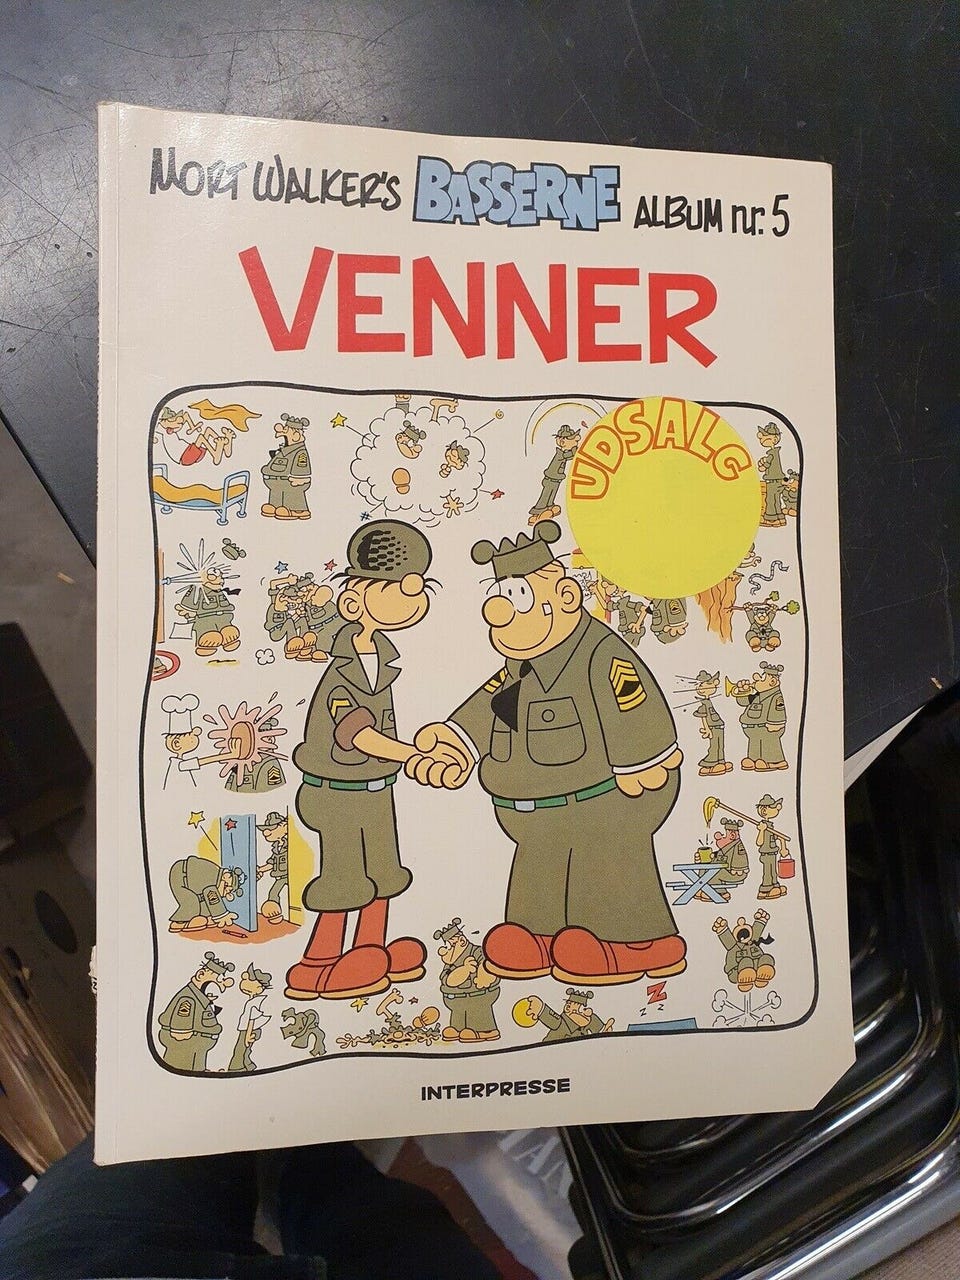 MORT WALKER'S BASSERNE ALBUM nr. 5
VENNER
UDSALG
Z
z z
INTERPRESSE